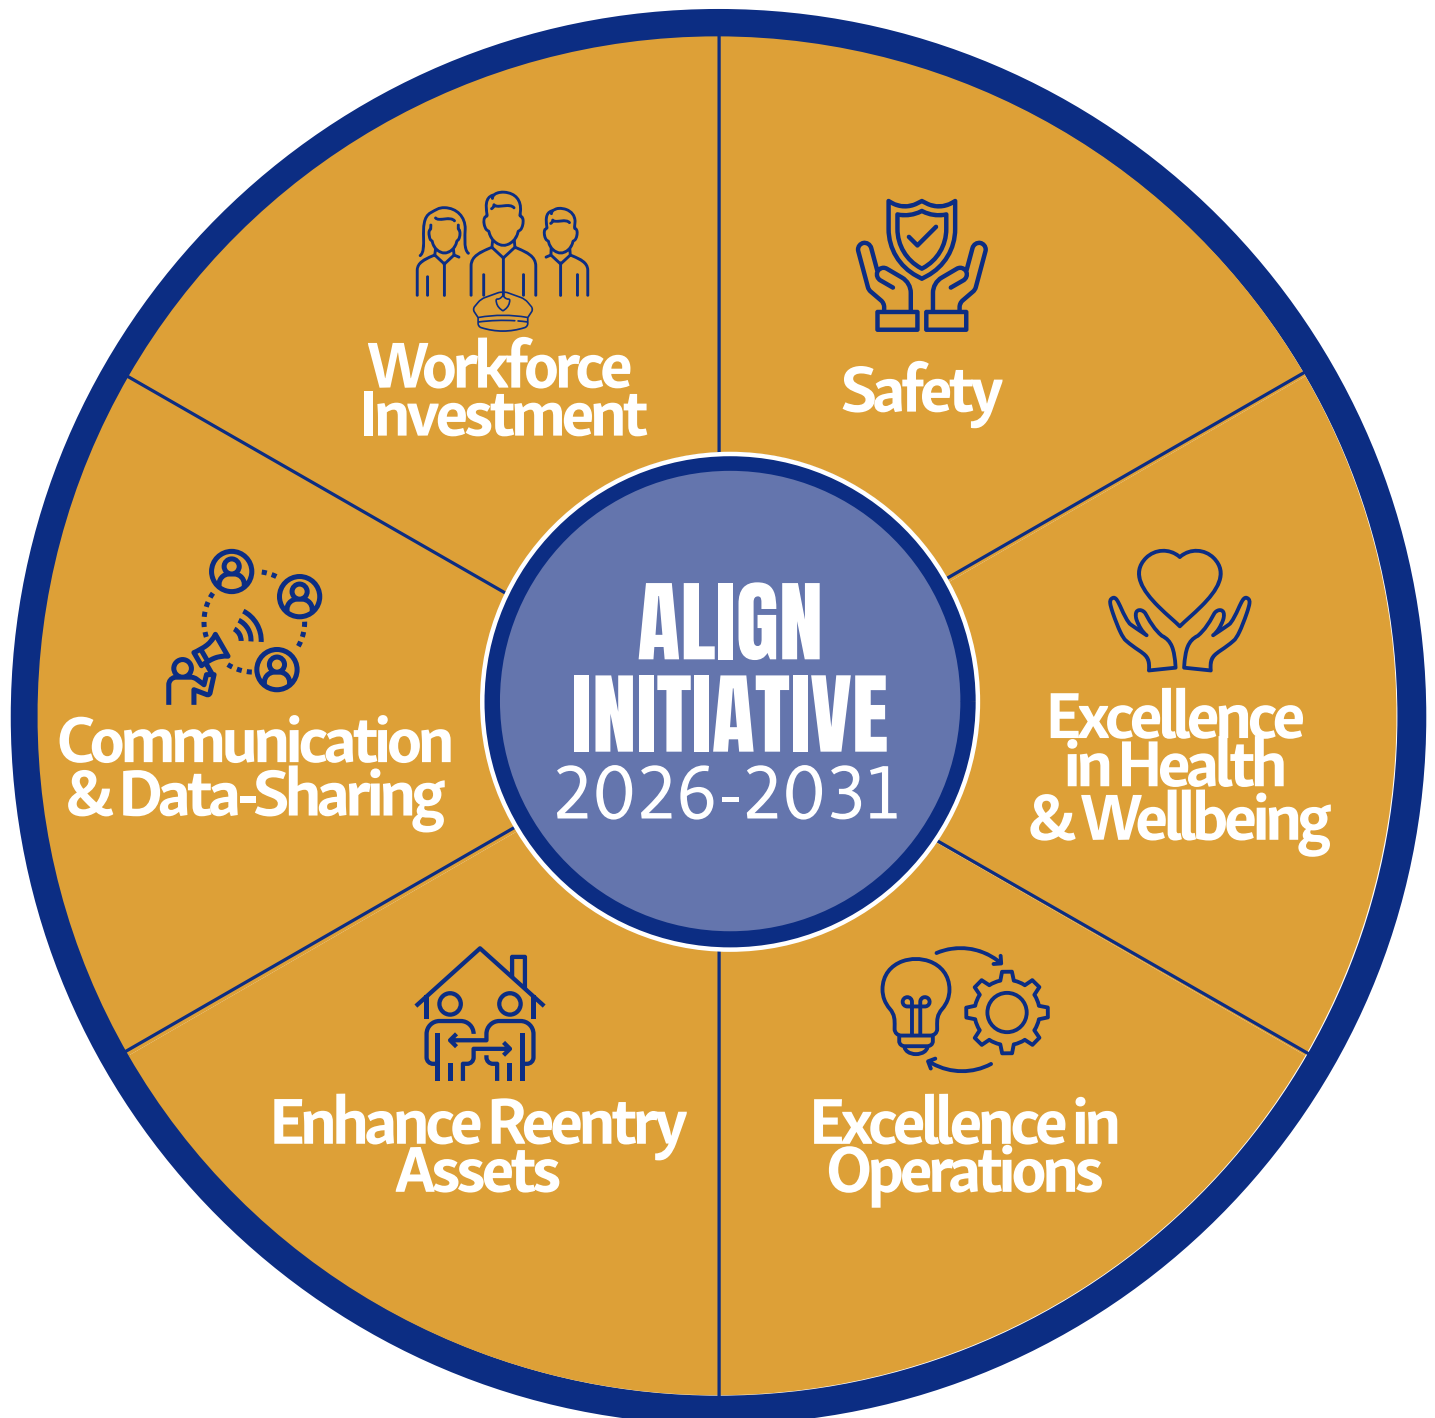 Workforce
Investment
Safety
Communication
& Data-Sharing
ALIGN
INITIATIVE
2026-2031
Excellence
in Health
& Wellbeing
Enhance Reentry
Assets
Excellence in
Operations